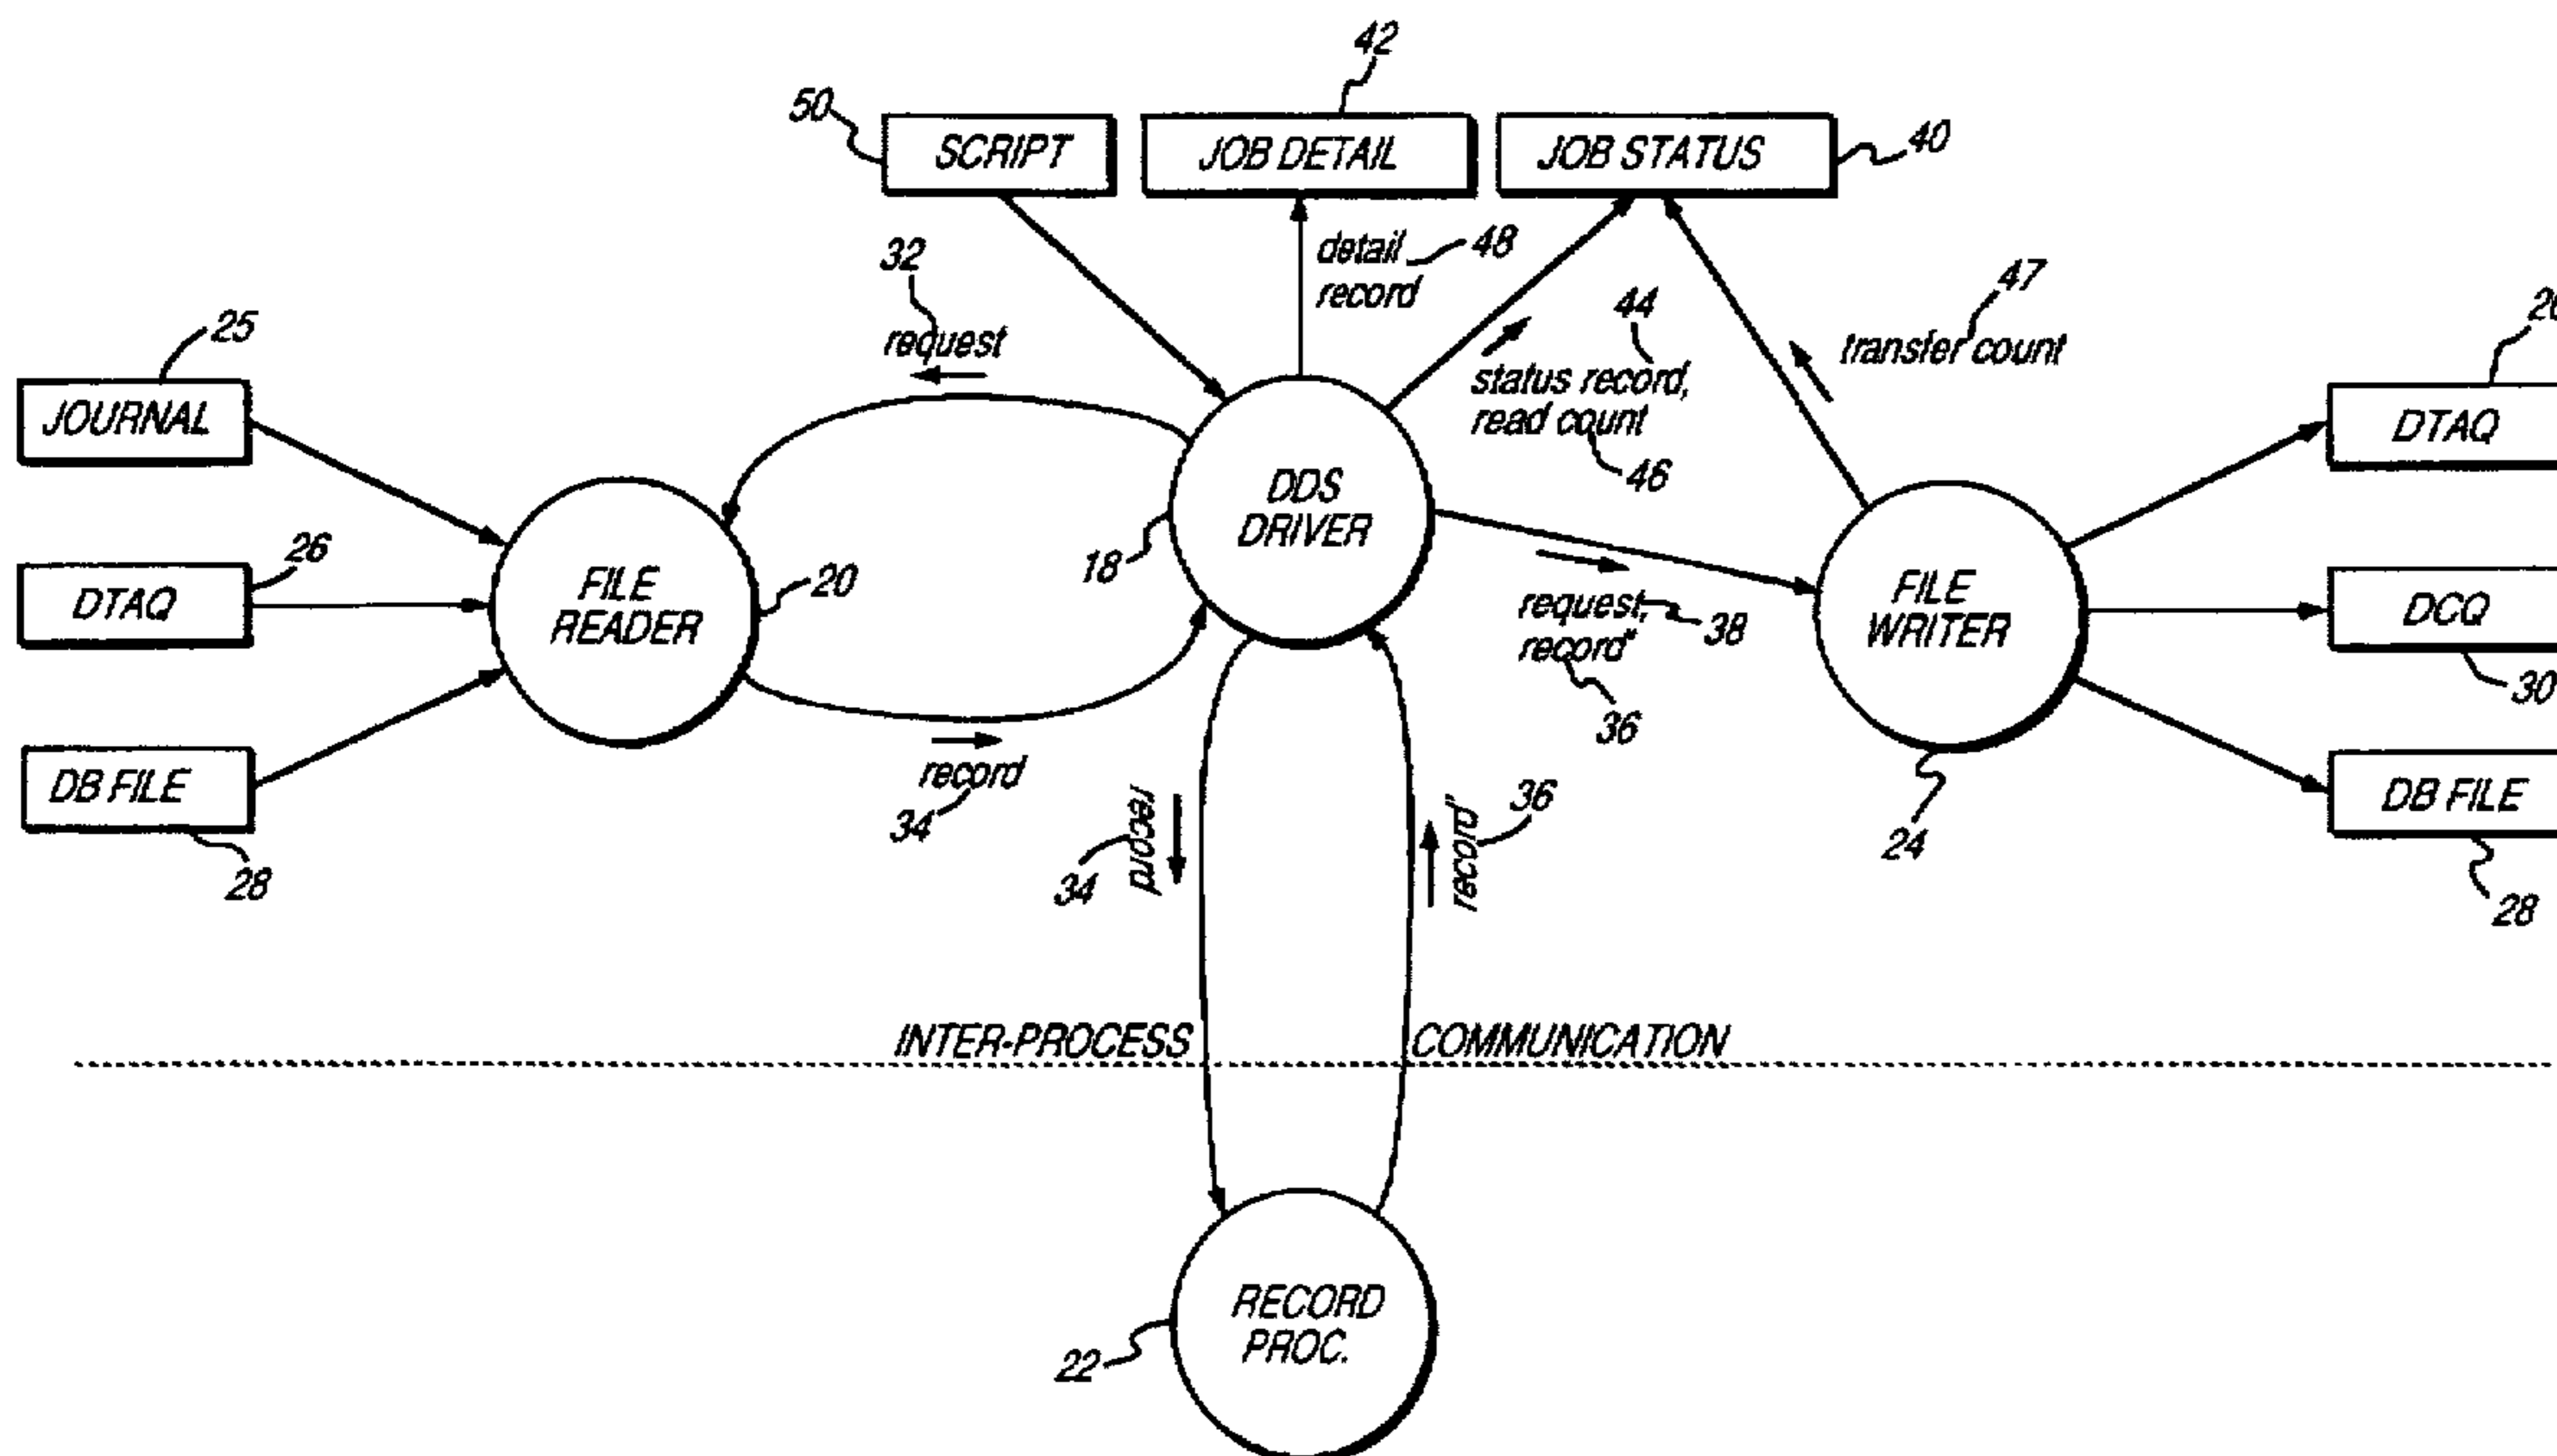 42
50
SCRIPT
JOB DETAIL
JOB STATUS
40
32
request
detail
record
48
44
47
transfer count
25
JOURNAL
status record,
read count
46
DTAQ
26
DTAQ
FILE
READER
20
DDS
DRIVER
18
request,
record"
38
36
FILE
WRITER
24
DCQ
30
DB FILE
28
record
34
record
34
record"
36
DB FILE
28
INTER-PROCESS COMMUNICATION
RECORD
PROC.
22